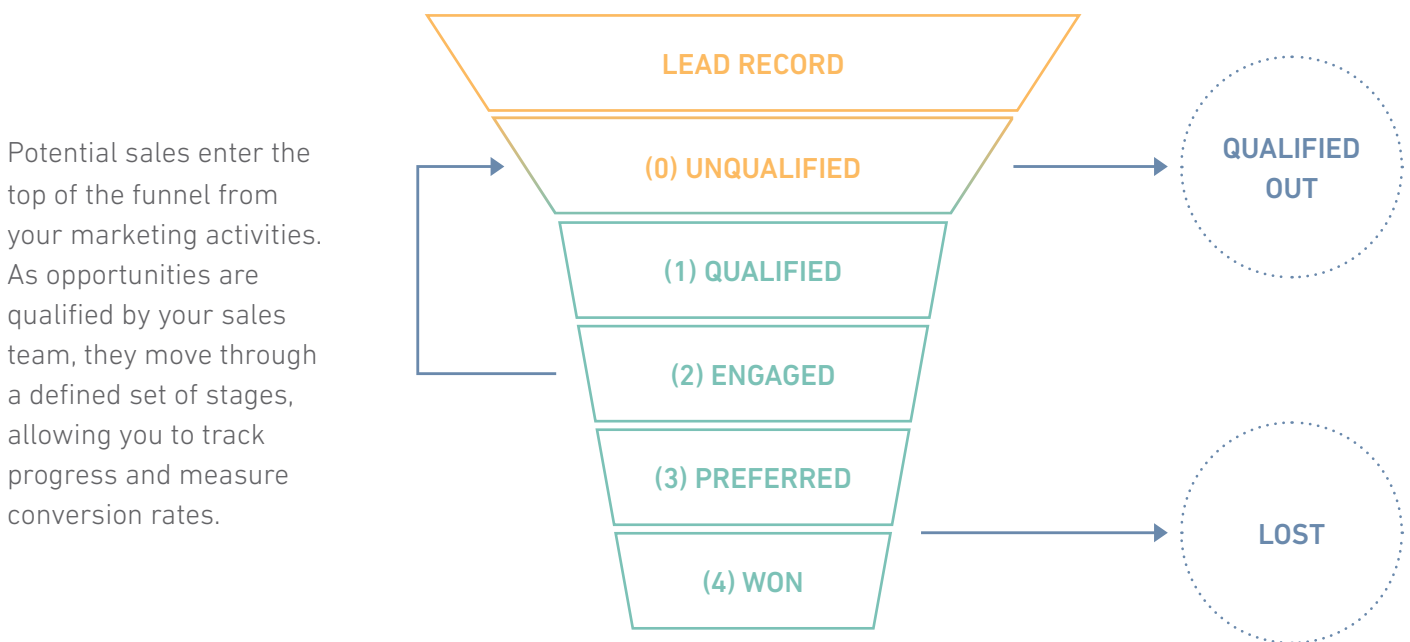 Potential sales enter the
top of the funnel from
your marketing activities.
As opportunities are
qualified by your sales
team, they move through
a defined set of stages,
allowing you to track
progress and measure
conversion rates.
LEAD RECORD
(0) UNQUALIFIED
(1) QUALIFIED
(2) ENGAGED
(3) PREFERRED
(4) WON
QUALIFIED
OUT
LOST